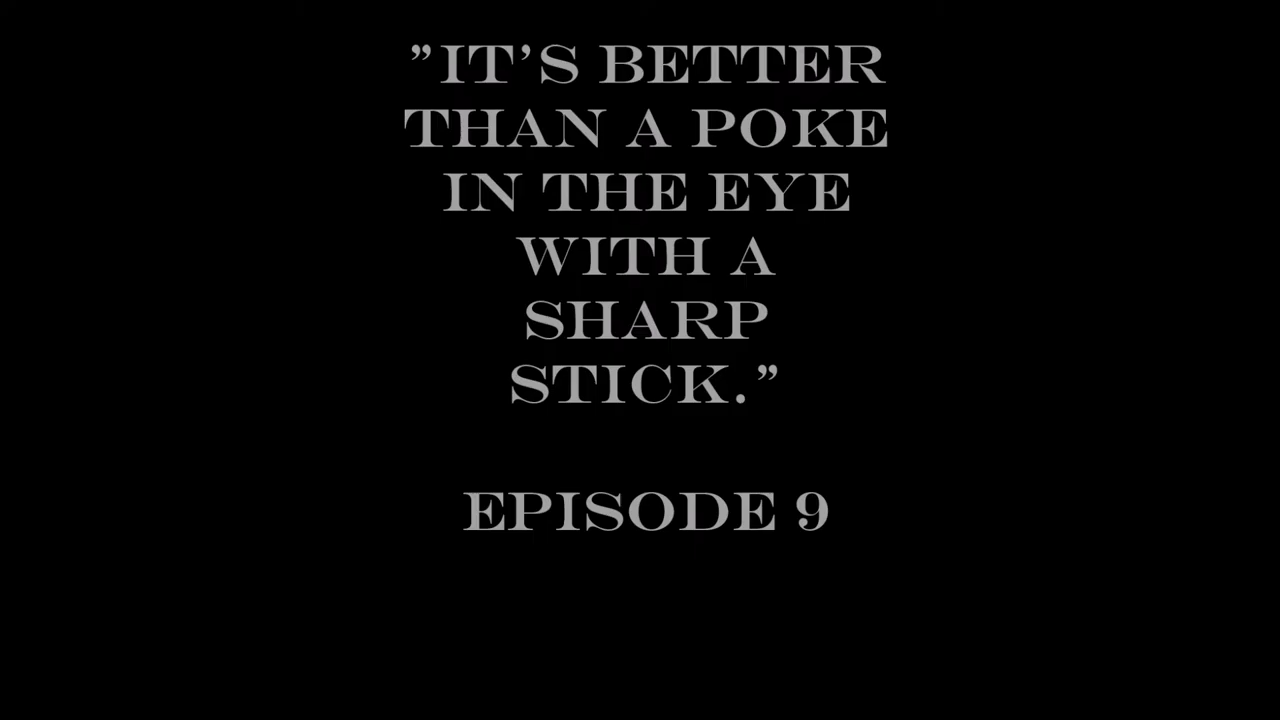 ”IT’S BETTER
THAN A POKE
IN THE EYE
WITH A
SHARP
STICK.”
EPISODE 9